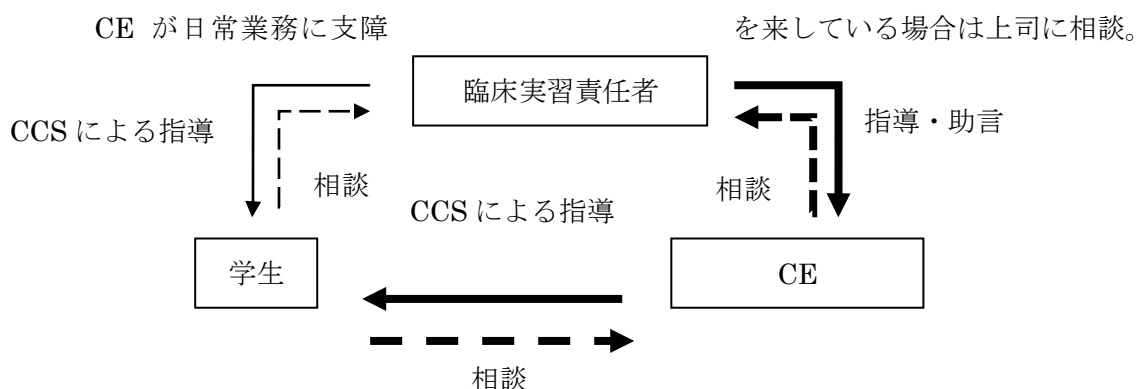 CE が日常業務に支障 を来している場合は上司に相談。
臨床実習責任者
CCS による指導
指導・助言
相談
相談
CCS による指導
学生
CE
相談